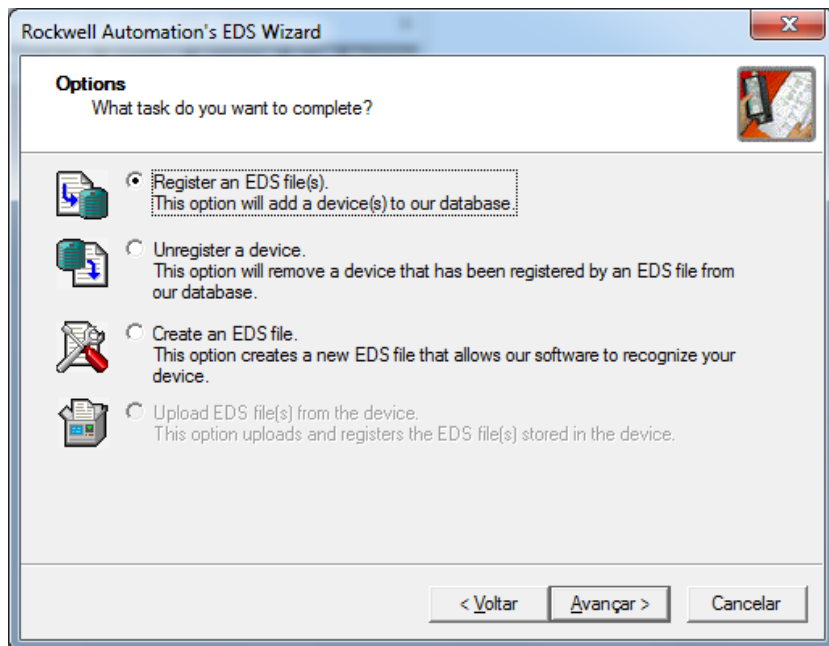 Rockwell Automation's EDS Wizard
Options
What task do you want to complete?
Register an EDS file(s).
This option will add a device(s) to our database.
Unregister a device.
This option will remove a device that has been registered by an EDS file from
our database.
Create an EDS file.
This option creates a new EDS file that allows our software to recognize your
device.
Upload EDS file(s) from the device.
This option uploads and registers the EDS file(s) stored in the device.
< Voltar
Avançar >
Cancelar